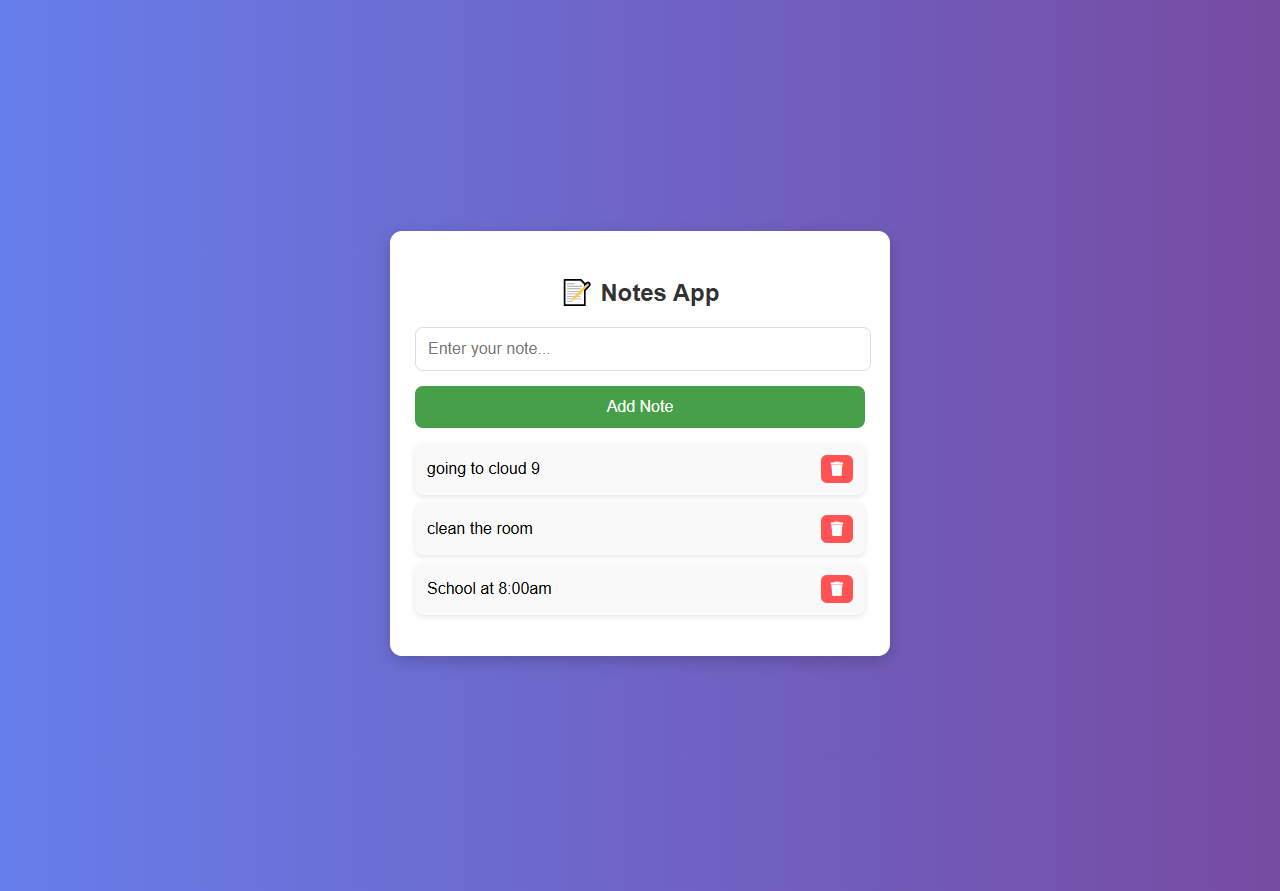 📝 Notes App
Enter your note...
Add Note
going to cloud 9
clean the room
School at 8:00am